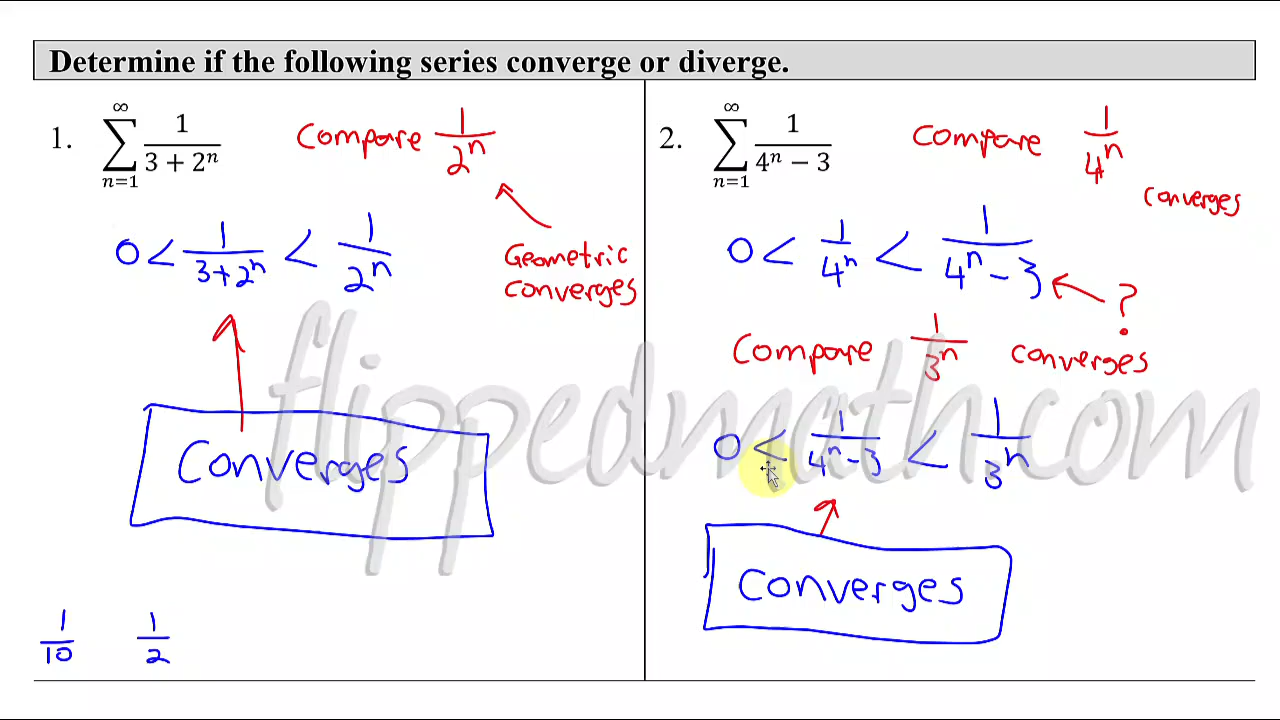 Determine if the following series converge or diverge.
1. ∑_{n=1}^{∞} 1/(3 + 2^n)
Compare 1/2^n
0 < 1/(3+2^n) < 1/2^n
Geometric
converges
Converges
1/10 1/2
2. ∑_{n=1}^{∞} 1/(4^n − 3)
Compare 1/4^n
converges
0 < 1/4^n < 1/(4^n - 3)
?
Compare 1/3^n converges
0 < 1/(4^n-3) < 1/3^n
Converges
flippedmath.com